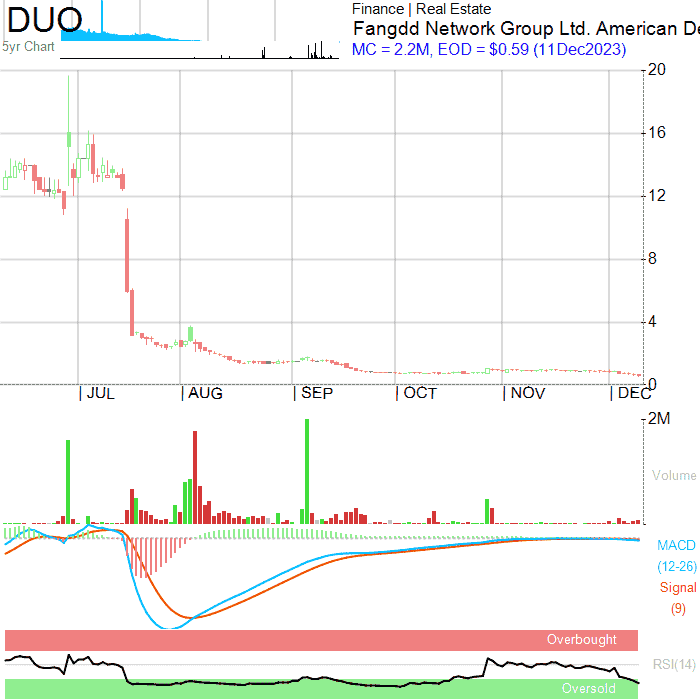 DUO
5yr Chart
Finance | Real Estate
Fangdd Network Group Ltd. American De
MC = 2.2M, EOD = $0.59 (11Dec2023)
20
16
12
8
4
0
| JUL | AUG | SEP | OCT | NOV | DEC
2M
Volume
MACD
(12-26)
Signal
(9)
Overbought
RSI(14)
Oversold